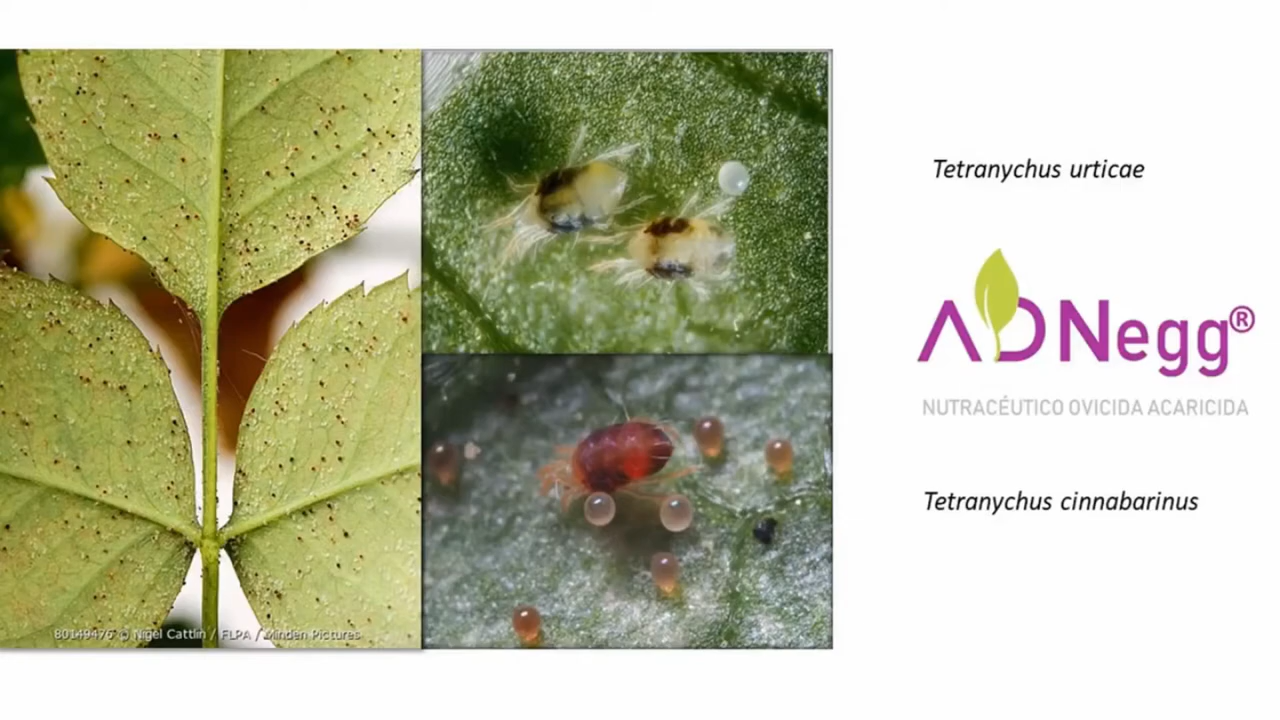 80149476 © Nigel Cattlin / FLPA / Minden Pictures
Tetranychus urticae
ADNegg®
NUTRACÉUTICO OVICIDA ACARICIDA
Tetranychus cinnabarinus